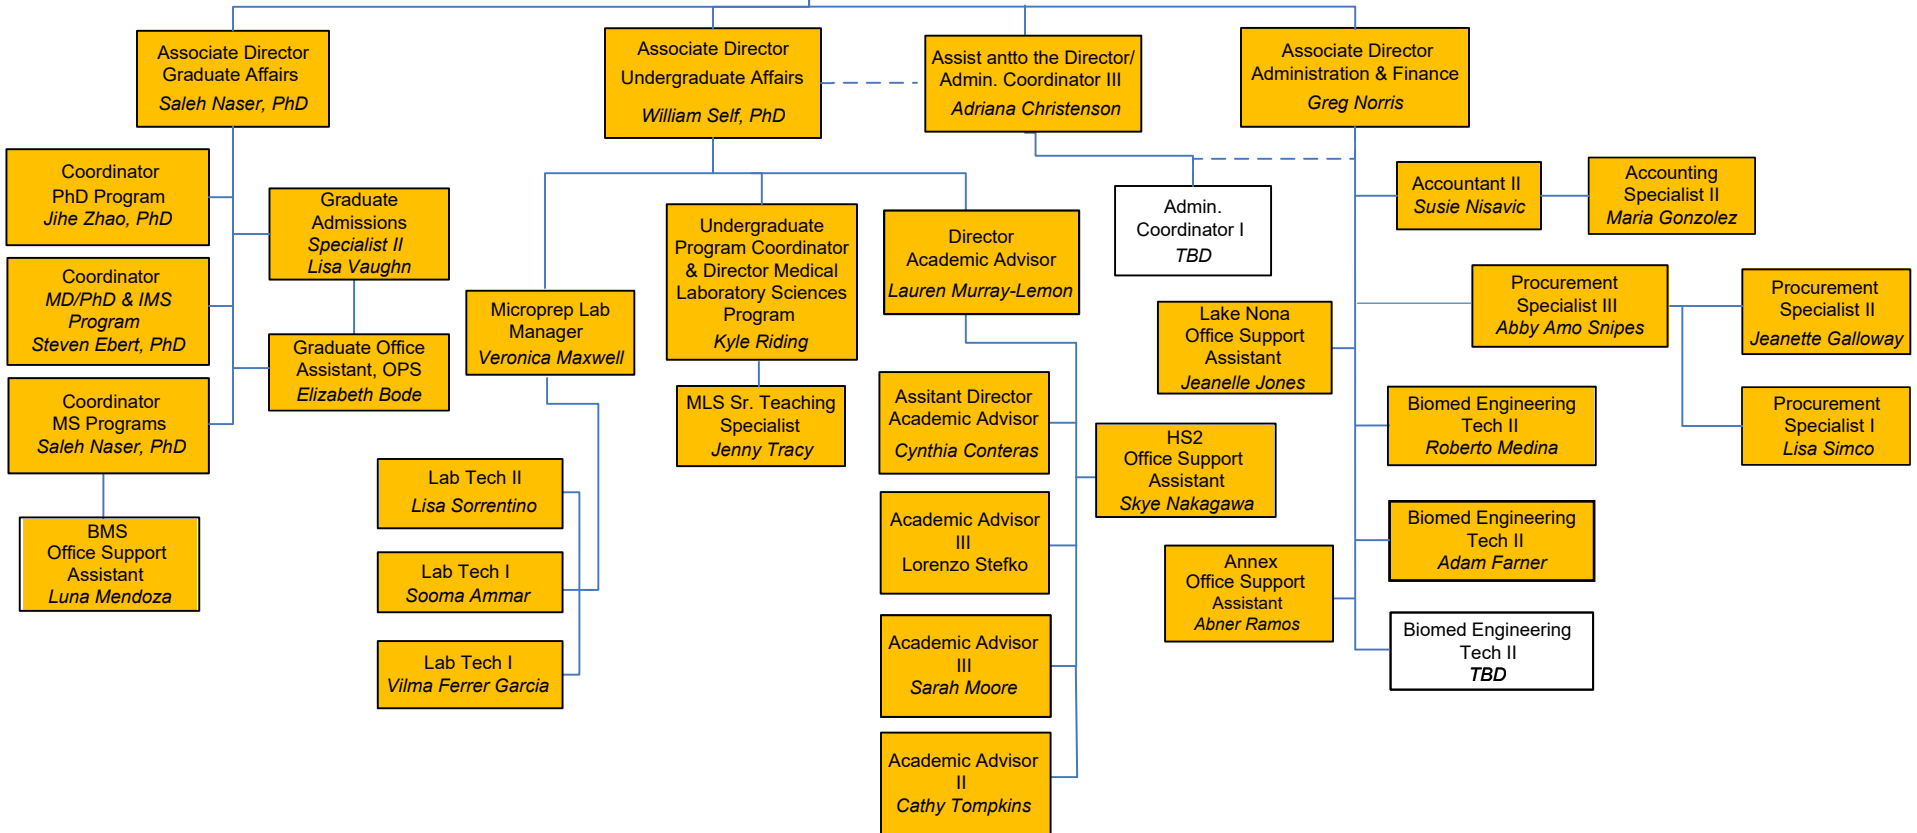 Associate Director
Graduate Affairs
Saleh Naser, PhD
Associate Director
Undergraduate Affairs
William Self, PhD
Assist antto the Director/
Admin. Coordinator III
Adriana Christenson
Associate Director
Administration & Finance
Greg Norris
Coordinator
PhD Program
Jihe Zhao, PhD
Graduate
Admissions
Specialist II
Lisa Vaughn
Coordinator
MD/PhD & IMS
Program
Steven Ebert, PhD
Graduate Office
Assistant, OPS
Elizabeth Bode
Coordinator
MS Programs
Saleh Naser, PhD
BMS
Office Support
Assistant
Luna Mendoza
Microprep Lab
Manager
Veronica Maxwell
Undergraduate
Program Coordinator
& Director Medical
Laboratory Sciences
Program
Kyle Riding
Director
Academic Advisor
Lauren Murray-Lemon
MLS Sr. Teaching
Specialist
Jenny Tracy
Lab Tech II
Lisa Sorrentino
Lab Tech I
Sooma Ammar
Lab Tech I
Vilma Ferrer Garcia
Assitant Director
Academic Advisor
Cynthia Conteras
HS2
Office Support
Assistant
Skye Nakagawa
Academic Advisor
III
Lorenzo Stefko
Academic Advisor
III
Sarah Moore
Academic Advisor
II
Cathy Tompkins
Admin.
Coordinator I
TBD
Accountant II
Susie Nisavic
Accounting
Specialist II
Maria Gonzolez
Procurement
Specialist III
Abby Amo Snipes
Procurement
Specialist II
Jeanette Galloway
Lake Nona
Office Support
Assistant
Jeanelle Jones
Biomed Engineering
Tech II
Roberto Medina
Procurement
Specialist I
Lisa Simco
Biomed Engineering
Tech II
Adam Farner
Annex
Office Support
Assistant
Abner Ramos
Biomed Engineering
Tech II
TBD